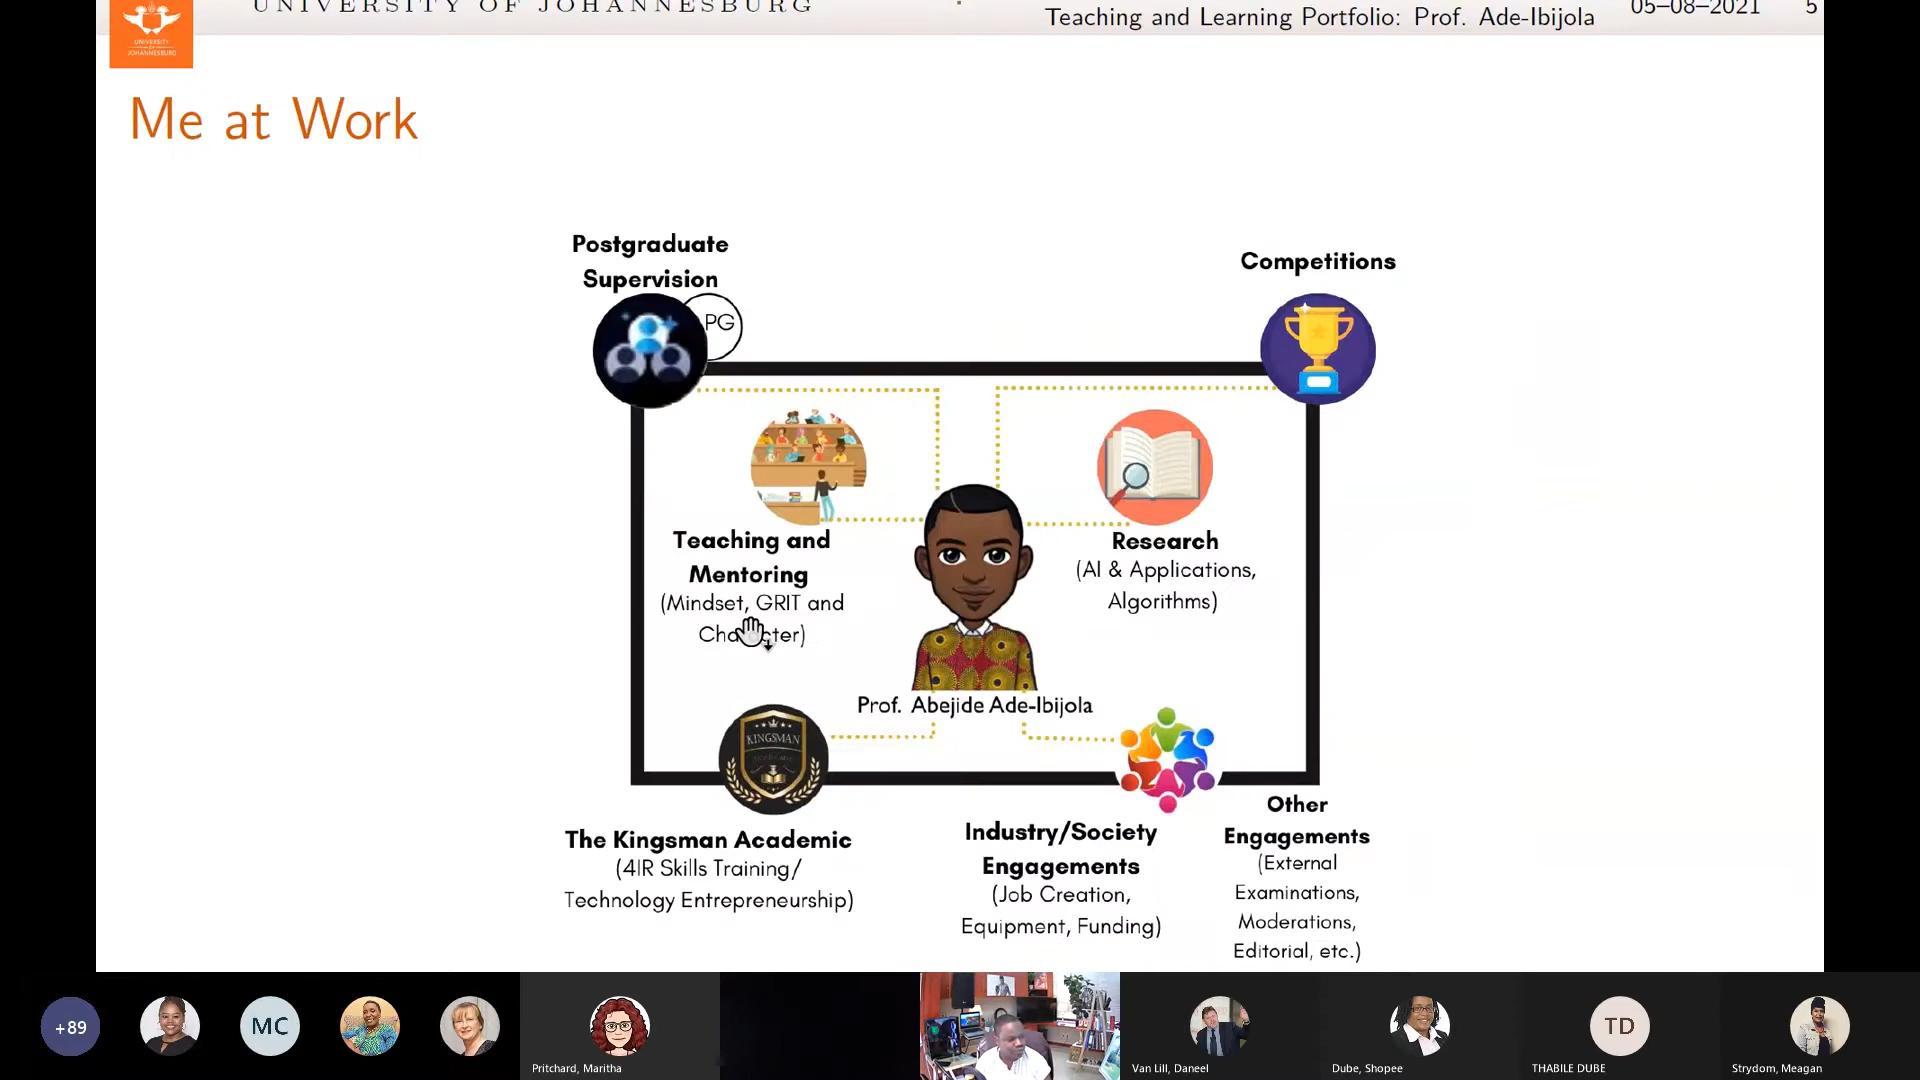 UNIVERSITY OF JOHANNESBURG
Teaching and Learning Portfolio: Prof. Ade-Ibijola
05–08–2021
5
UNIVERSITY
OF
JOHANNESBURG
Me at Work
Postgraduate
Supervision
PG
Competitions
Teaching and
Mentoring
(Mindset, GRIT and
Research
(AI & Applications,
Algorithms)
Prof. Abejide Ade-Ibijola
KINGSMAN
The Kingsman Academic
(4IR Skills Training/
Technology Entrepreneurship)
Industry/Society
Engagements
(Job Creation,
Equipment, Funding)
Other
Engagements
(External
Examinations,
Moderations,
Editorial, etc.)
+89
MC
Pritchard, Maritha
Van Lill, Daneel
Dube, Shopee
TD
THABILE DUBE
Strydom, Meagan